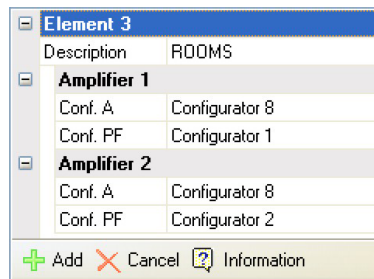 Element 3
Description ROOMS
Amplifier 1
Conf. A Configurator 8
Conf. PF Configurator 1
Amplifier 2
Conf. A Configurator 8
Conf. PF Configurator 2
Add Cancel Information